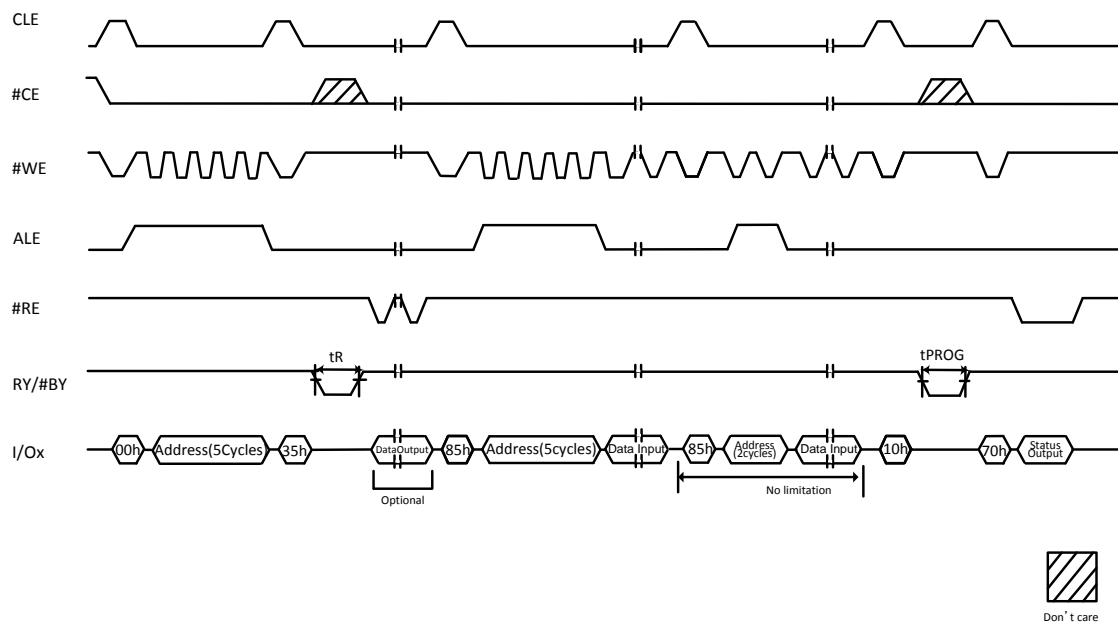 CLE
#CE
#WE
ALE
#RE
tR
tPROG
RY/#BY
I/Ox
00h
Address(5Cycles)
35h
DataOutput
85h
Address(5cycles)
Data Input
85h
Address
(2cycles)
Data Input
10h
70h
Status
Output
Optional
No limitation
Don't care